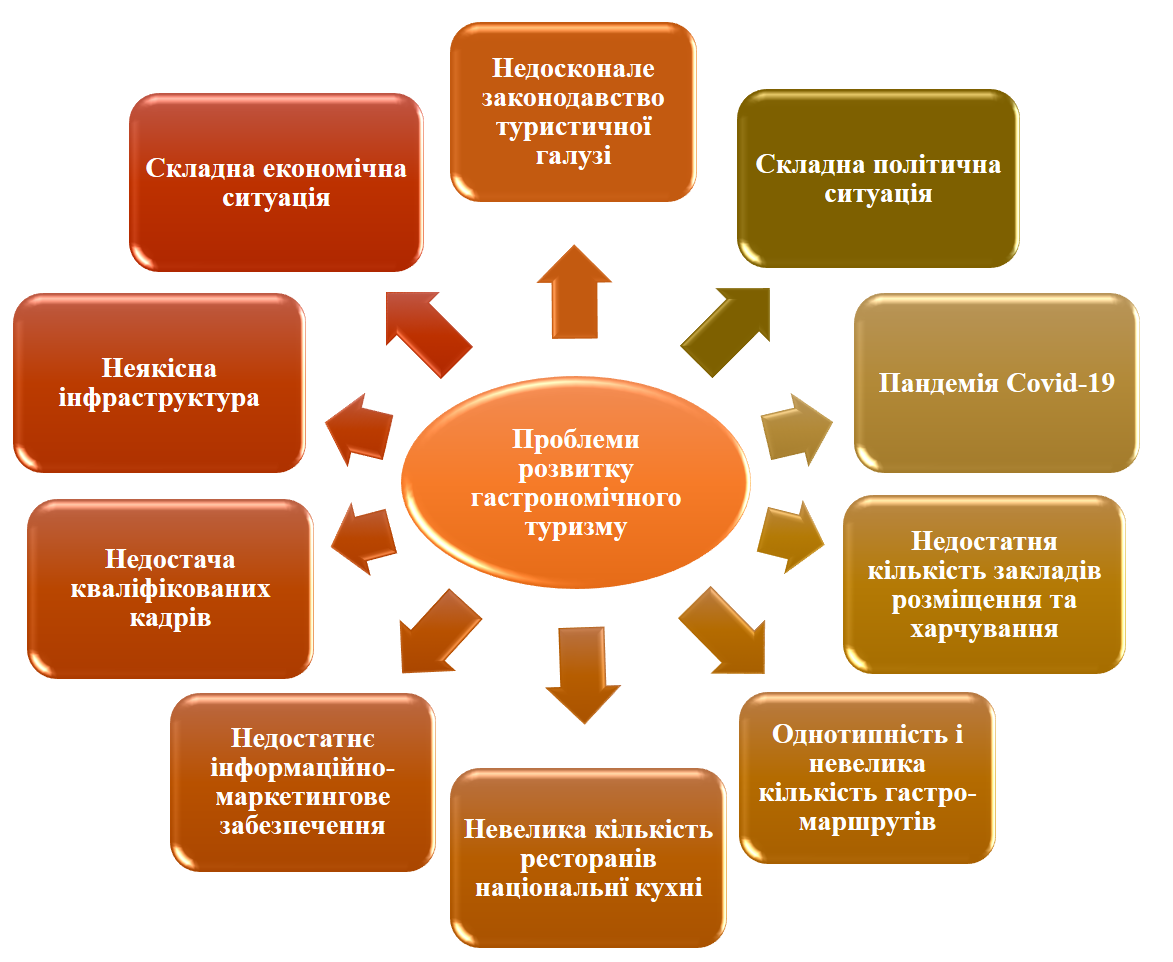 Недосконале
законодавство
туристичної
галузі
Складна економічна
ситуація
Складна політична
ситуація
Неякісна
інфраструктура
Пандемія Covid-19
Проблеми
розвитку
гастрономічного
туризму
Недостача
кваліфікованих
кадрів
Недостатня
кількість закладів
розміщення та
харчування
Недостатнє
інформаційно-
маркетингове
забезпечення
Однотипність і
невелика
кількість гастро-
маршрутів
Невелика кількість
ресторанів
національнї кухні